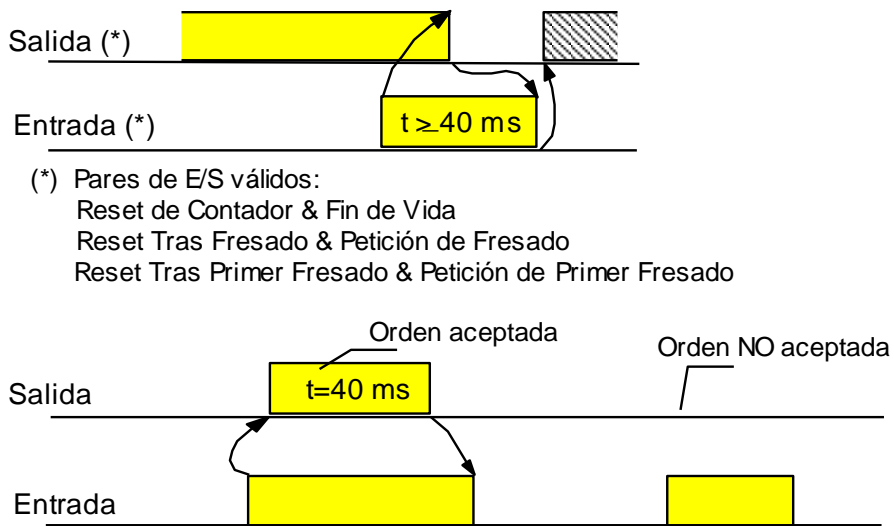 Salida (*)
Entrada (*)
t ≥ 40 ms
(*) Pares de E/S válidos:
Reset de Contador & Fin de Vida
Reset Tras Fresado & Petición de Fresado
Reset Tras Primer Fresado & Petición de Primer Fresado
Orden aceptada
Orden NO aceptada
Salida
t=40 ms
Entrada